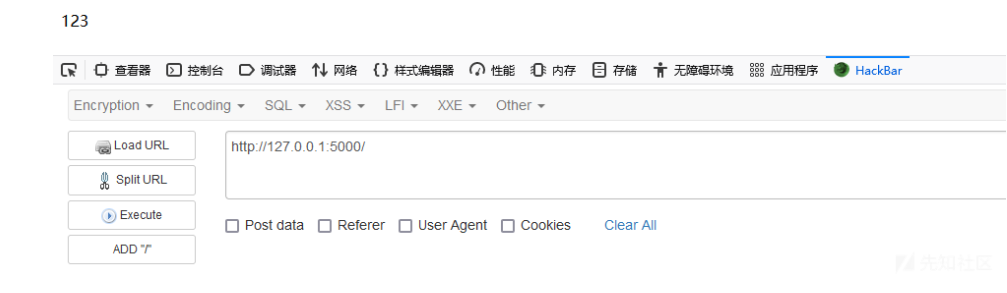 123
查看器 控制台 调试器 网络 {} 样式编辑器 性能 内存 存储 无障碍环境 应用程序 HackBar
Encryption Encoding SQL XSS LFI XXE Other
Load URL
http://127.0.0.1:5000/
Split URL
Execute
Post data Referer User Agent Cookies Clear All
ADD "/"
先知社区